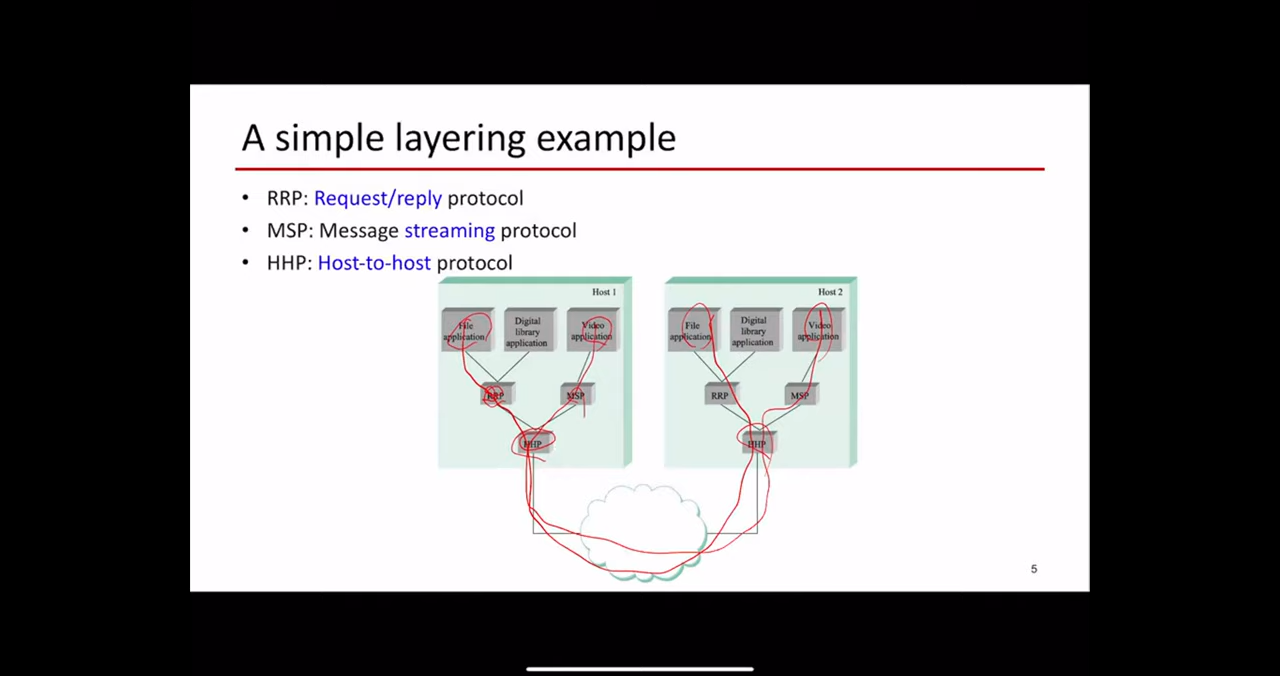 A simple layering example
• RRP: Request/reply protocol
• MSP: Message streaming protocol
• HHP: Host-to-host protocol
Host 1
File
application
Digital
library
application
Video
application
RRP
MSP
HHP
Host 2
File
application
Digital
library
application
Video
application
RRP
MSP
HHP
5